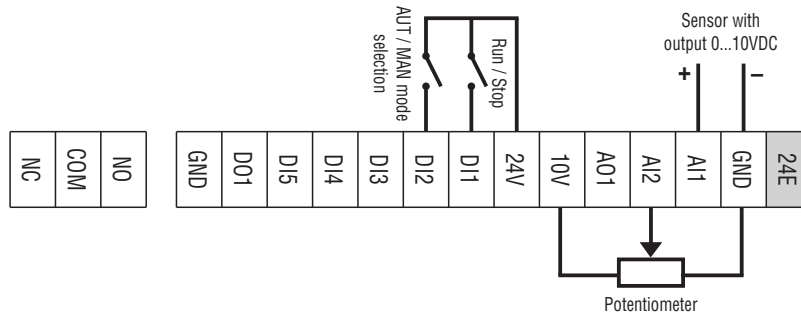 Sensor with
output 0...10VDC
+
–
AUT / MAN mode
selection
Run / Stop
NC
COM
NO
GND
DO1
DI5
DI4
DI3
DI2
DI1
24V
10V
AO1
AI2
AI1
GND
24E
Potentiometer